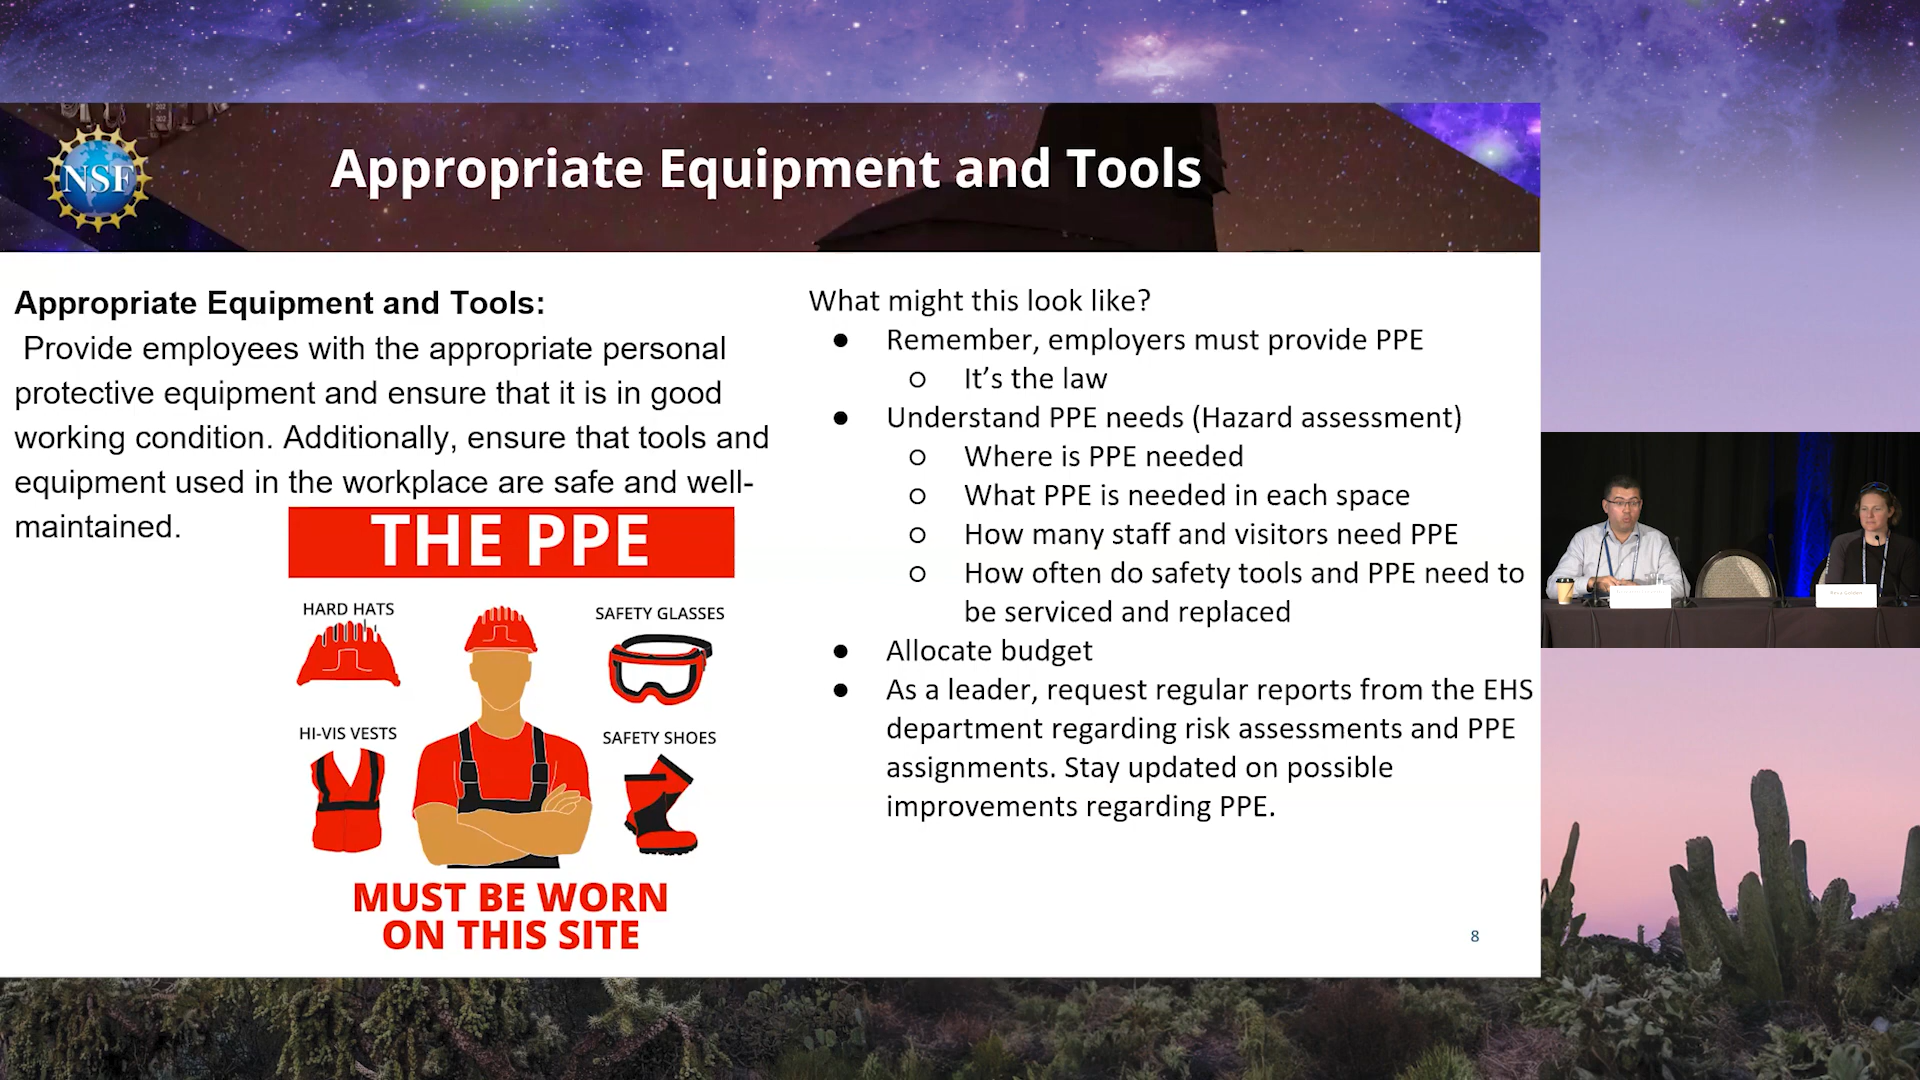 NSF
Appropriate Equipment and Tools
Appropriate Equipment and Tools:
Provide employees with the appropriate personal
protective equipment and ensure that it is in good
working condition. Additionally, ensure that tools and
equipment used in the workplace are safe and well-
maintained.
THE PPE
HARD HATS
SAFETY GLASSES
HI-VIS VESTS
SAFETY SHOES
MUST BE WORN
ON THIS SITE
What might this look like?
● Remember, employers must provide PPE
○ It’s the law
● Understand PPE needs (Hazard assessment)
○ Where is PPE needed
○ What PPE is needed in each space
○ How many staff and visitors need PPE
○ How often do safety tools and PPE need to
be serviced and replaced
● Allocate budget
● As a leader, request regular reports from the EHS
department regarding risk assessments and PPE
assignments. Stay updated on possible
improvements regarding PPE.
8